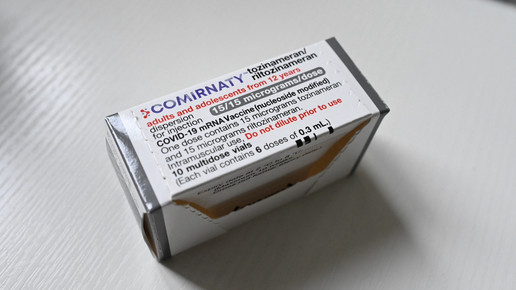 COMIRNATY™ tozinameran/
riltozinameran
adults and adolescents from 12 years
15/15 micrograms/dose
dispersion
for injection
COVID-19 mRNA Vaccine (nucleoside modified)
One dose contains 15 micrograms tozinameran
and 15 micrograms riltozinameran.
Intramuscular use. Do not dilute prior to use
10 multidose vials
(Each vial contains 6 doses of 0.3 mL)